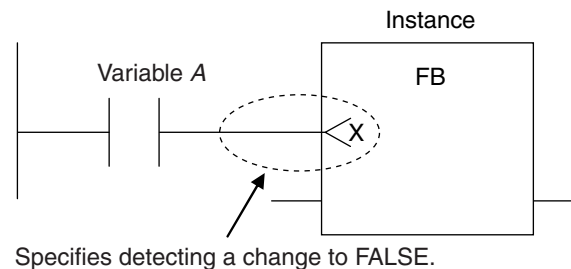 Instance
Variable A
FB
X
Specifies detecting a change to FALSE.